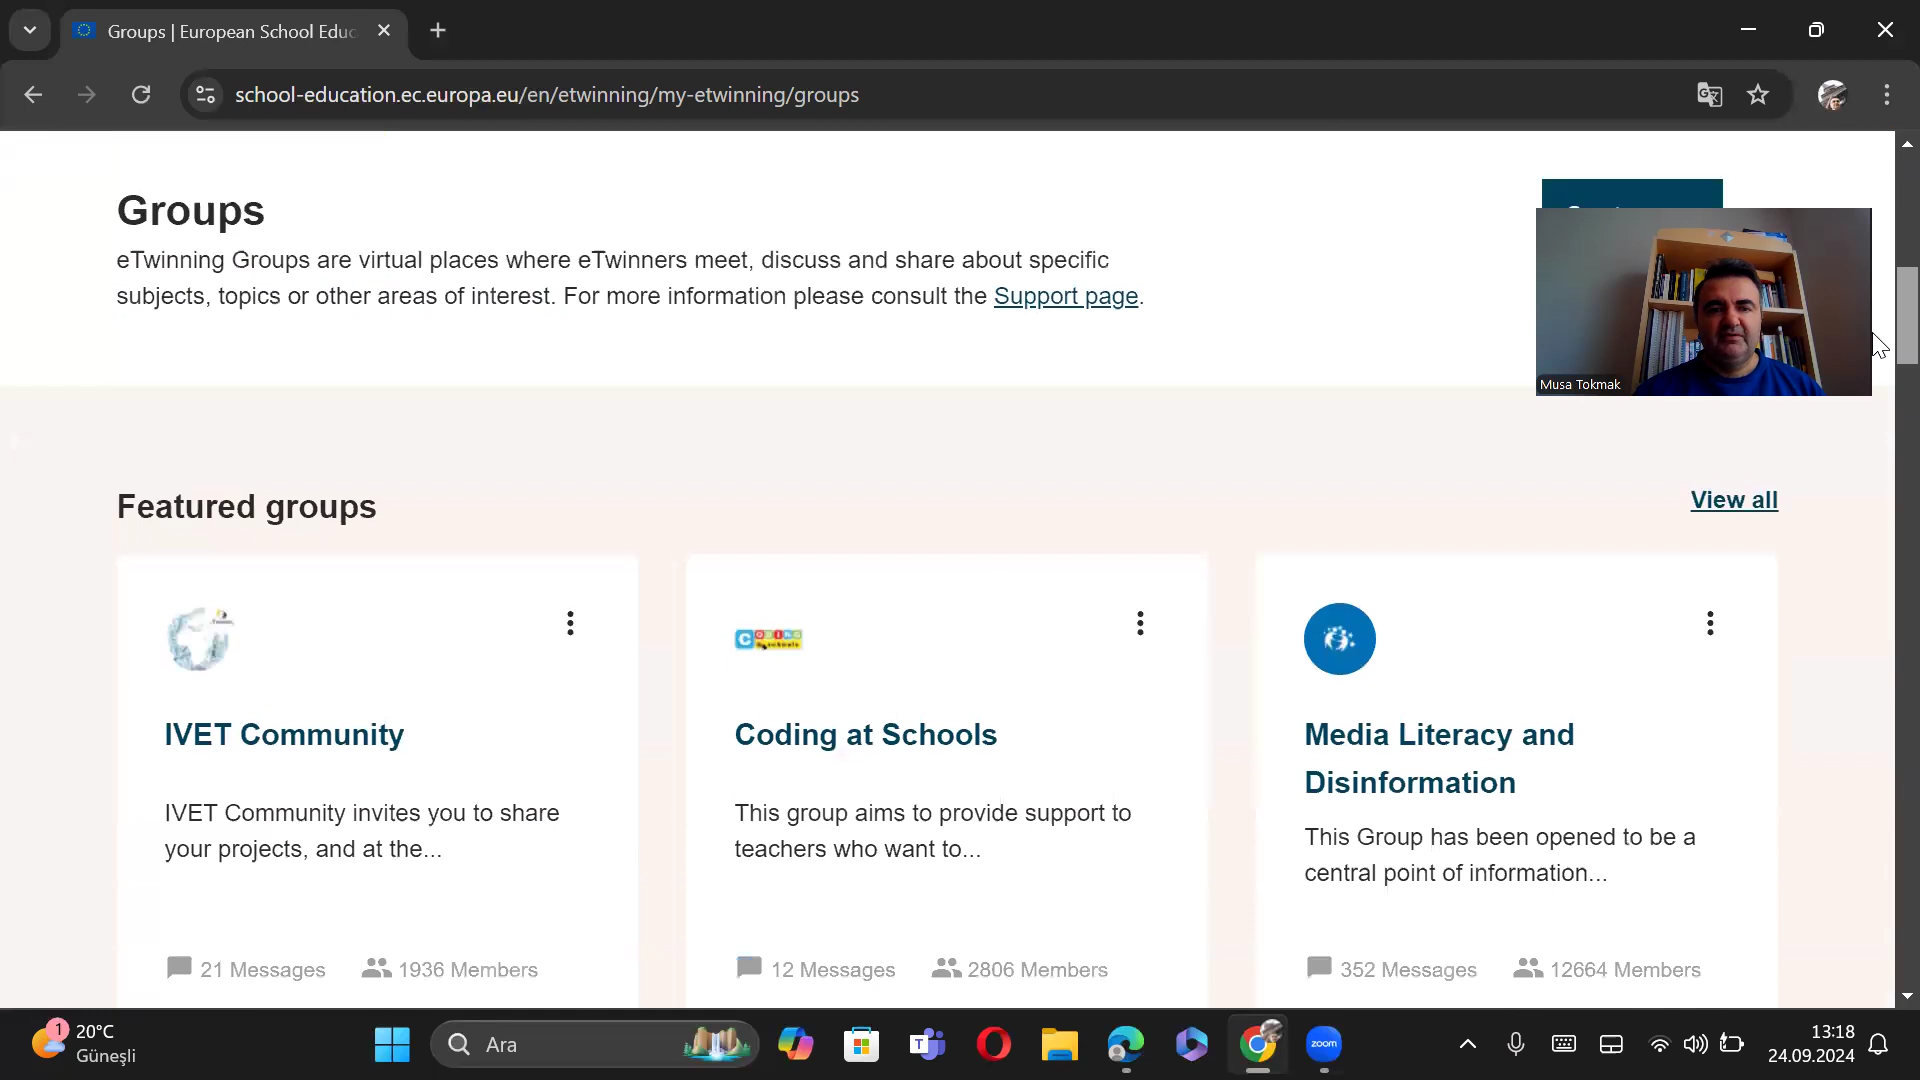 Groups | European School Educ
school-education.ec.europa.eu/en/etwinning/my-etwinning/groups
Groups
eTwinning Groups are virtual places where eTwinners meet, discuss and share about specific
subjects, topics or other areas of interest. For more information please consult the Support page.
Musa Tokmak
Featured groups
View all
IVET Community
IVET Community invites you to share
your projects, and at the...
21 Messages
1936 Members
CODING
Coding at Schools
This group aims to provide support to
teachers who want to...
12 Messages
2806 Members
Media Literacy and
Disinformation
This Group has been opened to be a
central point of information...
352 Messages
12664 Members
1
20°C
Güneşli
Ara
zoom
13:18
24.09.2024